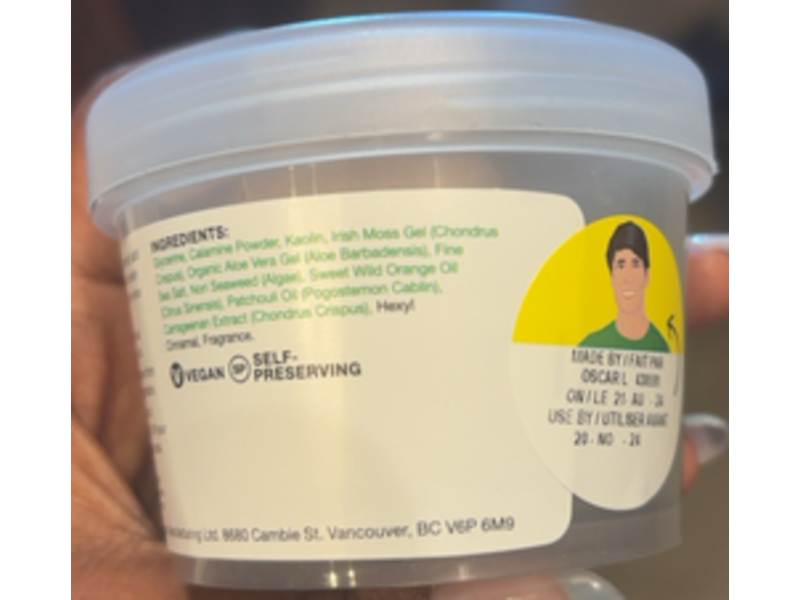 INGREDIENTS:
Glycerine, Calamine Powder, Kaolin, Irish Moss Gel (Chondrus
Crispus), Organic Aloe Vera Gel (Aloe Barbadensis), Fine
Sea Salt, Nori Seaweed (Algae), Sweet Wild Orange Oil
(Citrus Sinensis), Patchouli Oil (Pogostemon Cablin),
Carrageenan Extract (Chondrus Crispus), Hexyl
Cinnamal, Fragrance.
VEGAN SP SELF-
PRESERVING
Ltd. 8680 Cambie St. Vancouver, BC V6P 6M9
MADE BY / FAIT PAR
OSCAR L
ON / LE 21 - AU - 24
USE BY / UTILISER AVANT
20 - NO - 24